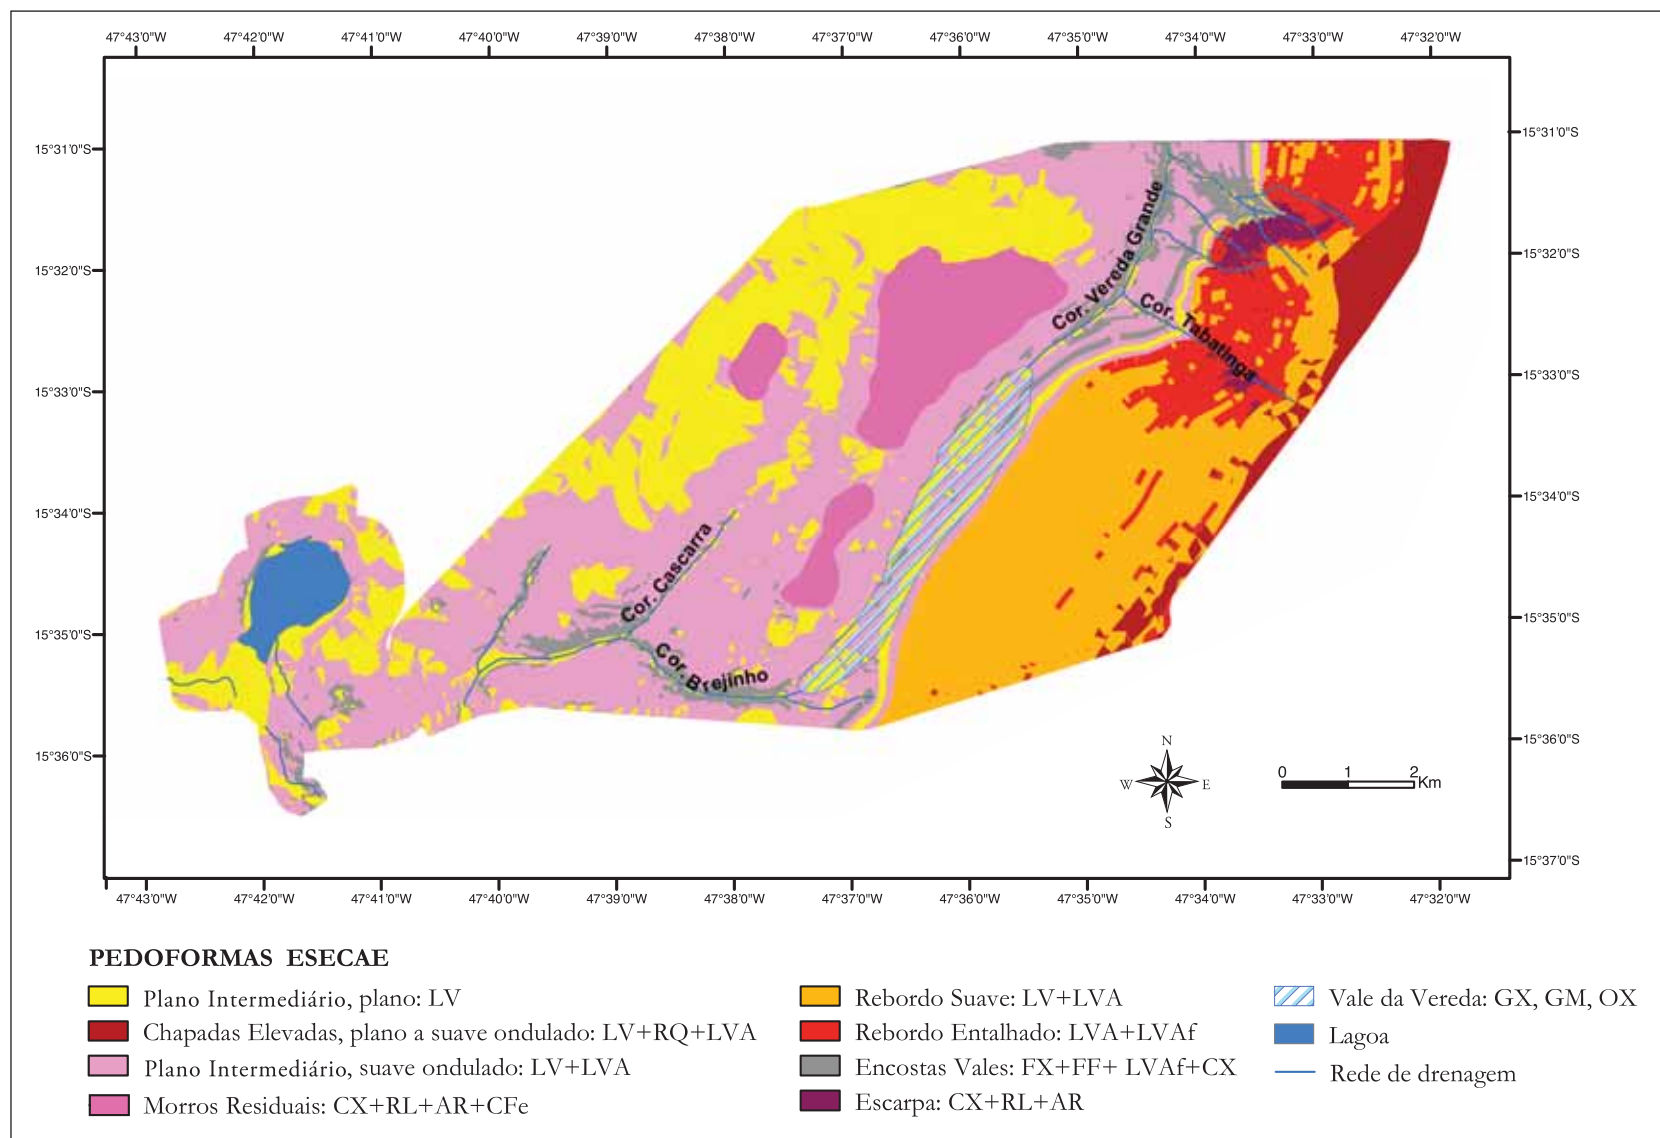 47°43'0"W 47°42'0"W 47°41'0"W 47°40'0"W 47°39'0"W 47°38'0"W 47°37'0"W 47°36'0"W 47°35'0"W 47°34'0"W 47°33'0"W 47°32'0"W
15°31'0"S 15°31'0"S
15°32'0"S 15°32'0"S
15°33'0"S 15°33'0"S
15°34'0"S 15°34'0"S
15°35'0"S 15°35'0"S
15°36'0"S 15°36'0"S
15°37'0"S
Cor. Vereda Grande
Cor. Tabatinga
Cor. Cascarra
Cor. Brejinho
N
W E
S
0 1 2
Km
47°43'0"W 47°42'0"W 47°41'0"W 47°40'0"W 47°39'0"W 47°38'0"W 47°37'0"W 47°36'0"W 47°35'0"W 47°34'0"W 47°33'0"W 47°32'0"W
PEDOFORMAS ESECAE
Plano Intermediário, plano: LV
Chapadas Elevadas, plano a suave ondulado: LV+RQ+LVA
Plano Intermediário, suave ondulado: LV+LVA
Morros Residuais: CX+RL+AR+CFe
Rebordo Suave: LV+LVA
Rebordo Entalhado: LVA+LVAf
Encostas Vales: FX+FF+ LVAf+CX
Escarpa: CX+RL+AR
Vale da Vereda: GX, GM, OX
Lagoa
Rede de drenagem